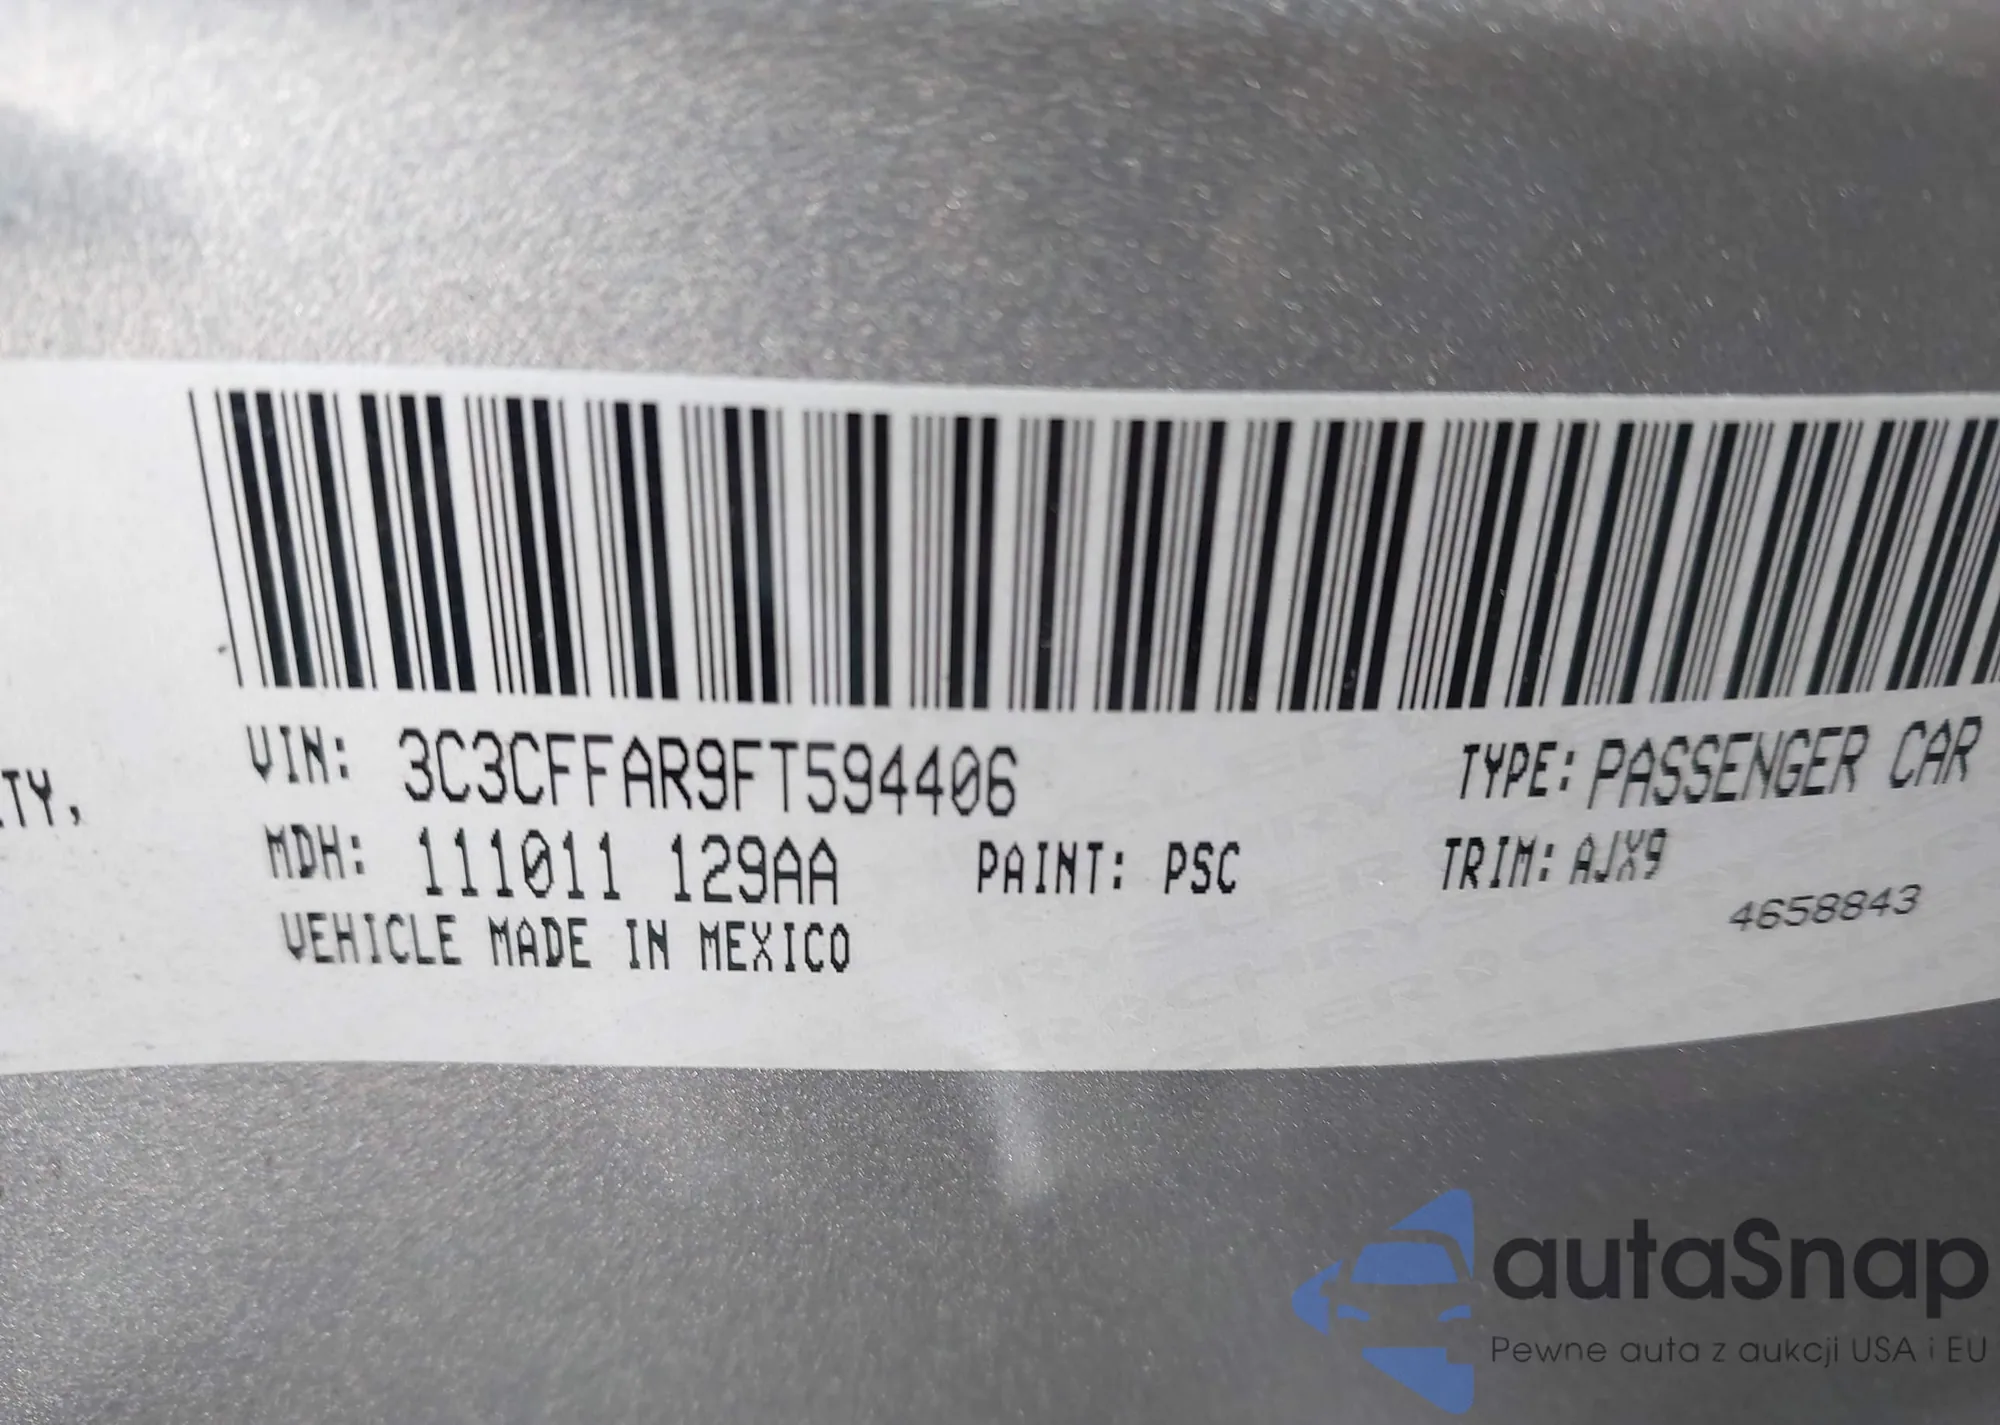 TY,
VIN: 3C3CFFAR9FT594406 TYPE: PASSENGER CAR
MDH: 111011 129AA PAINT: PSC TRIM: AJX9
4658843
VEHICLE MADE IN MEXICO
autaSnap
Pewne auta z aukcji USA i EU